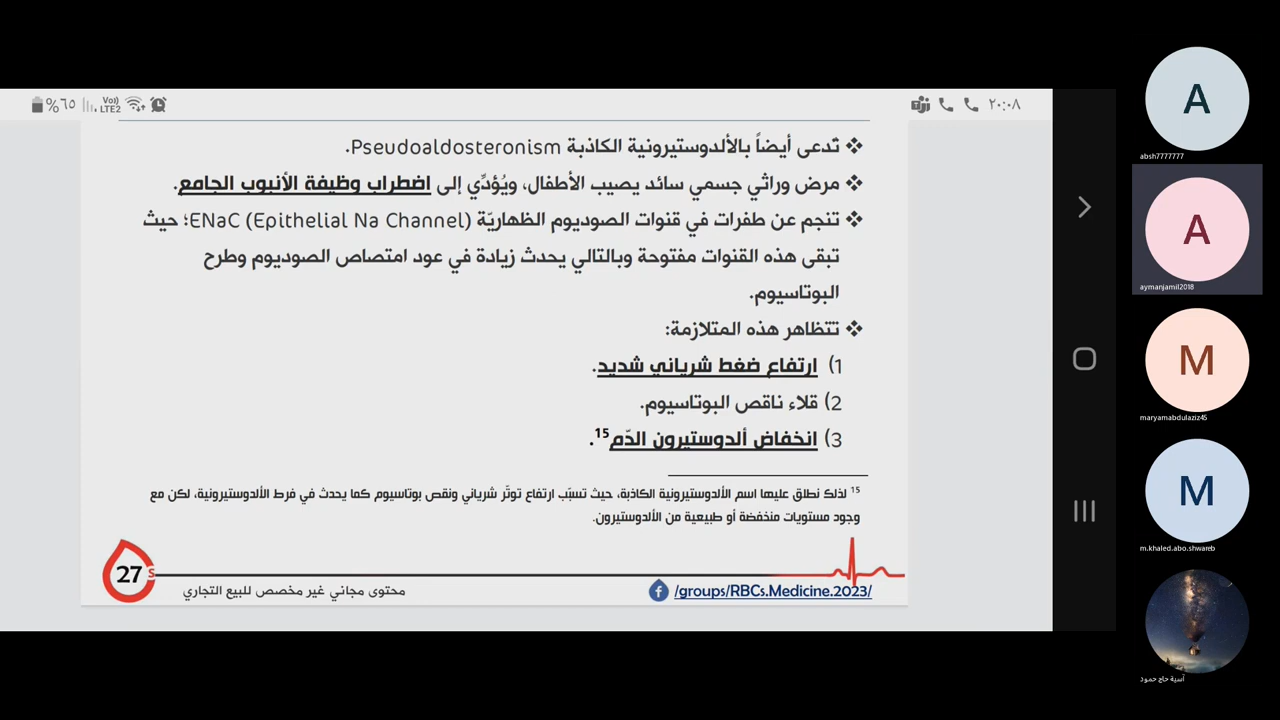 %٦٥ Vo) LTE2
٢٠:٠٨
❖ تُدعى أيضاً بالألدوستيرونية الكاذبة Pseudoaldosteronism.
❖ مرض وراثي جسمي سائد يصيب الأطفال، ويُؤدِّي إلى اضطراب وظيفة الأنبوب الجامع.
❖ تنجم عن طفرات في قنوات الصوديوم الظهاريّة ENaC (Epithelial Na Channel)؛ حيث
تبقى هذه القنوات مفتوحة وبالتالي يحدث زيادة في عود امتصاص الصوديوم وطرح
البوتاسيوم.
❖ تتظاهر هذه المتلازمة:
1) ارتفاع ضغط شرياني شديد.
2) قلاء ناقص البوتاسيوم.
3) انخفاض ألدوستيرون الدّم15.
15 لذلك نطلق عليها اسم الألدوستيرونية الكاذبة، حيث تسبّب ارتفاع توتّر شرياني ونقص بوتاسيوم كما يحدث في فرط الألدوستيرونية، لكن مع
وجود مستويات منخفضة أو طبيعية من الألدوستيرون.
27 S
محتوى مجاني غير مخصص للبيع التجاري
f /groups/RBCs.Medicine.2023/
A
absh7777777
A
aymanjamil2018
M
maryamabdulaziz45
M
m.khaled.abo.shwareb
آسية حاج حمود